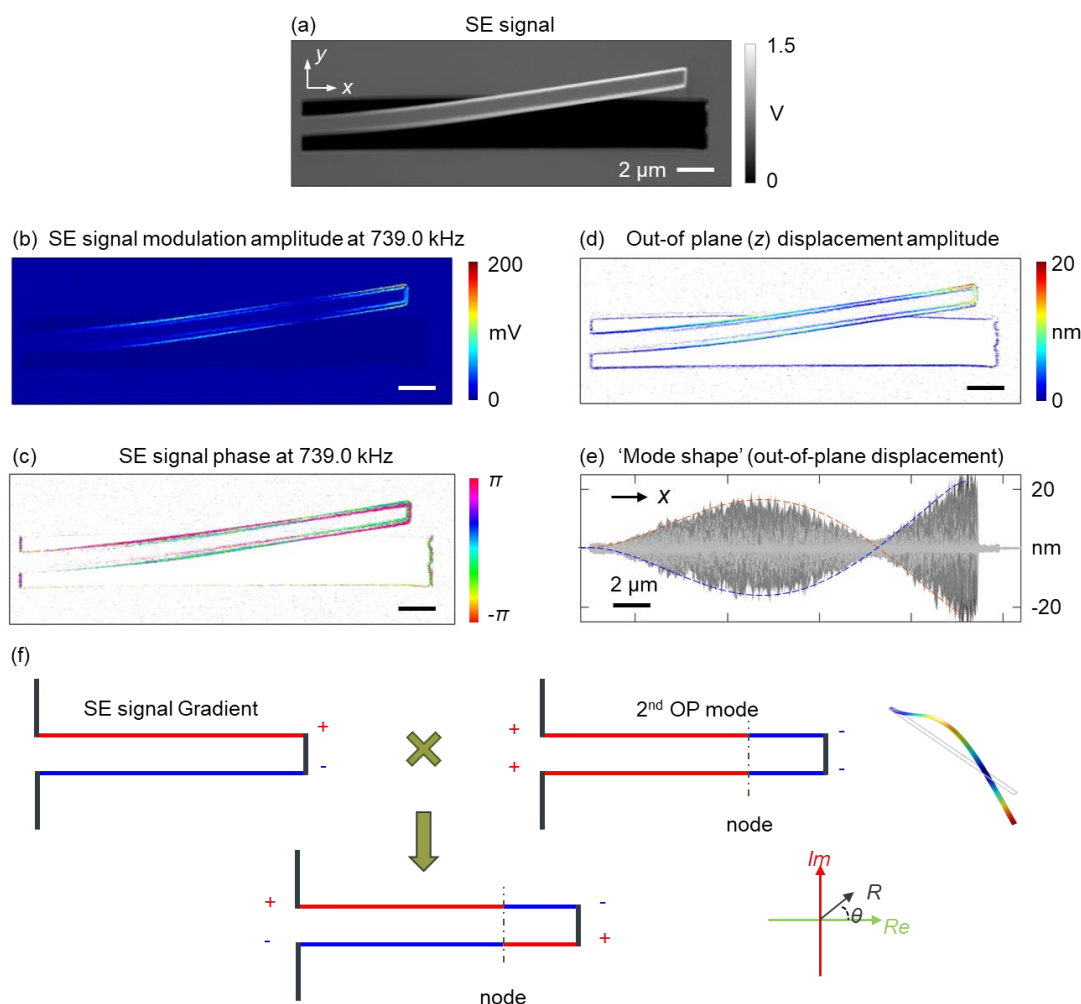 (a) SE signal
y
x
2 μm
1.5
V
0
(b) SE signal modulation amplitude at 739.0 kHz
200
mV
0
(d) Out-of plane (z) displacement amplitude
20
nm
0
(c) SE signal phase at 739.0 kHz
π
-π
(e) ‘Mode shape’ (out-of-plane displacement)
x
2 μm
20
nm
-20
(f)
SE signal Gradient
+
-
2nd OP mode
+
+
-
-
node
+
-
-
+
node
Im
R
θ
Re